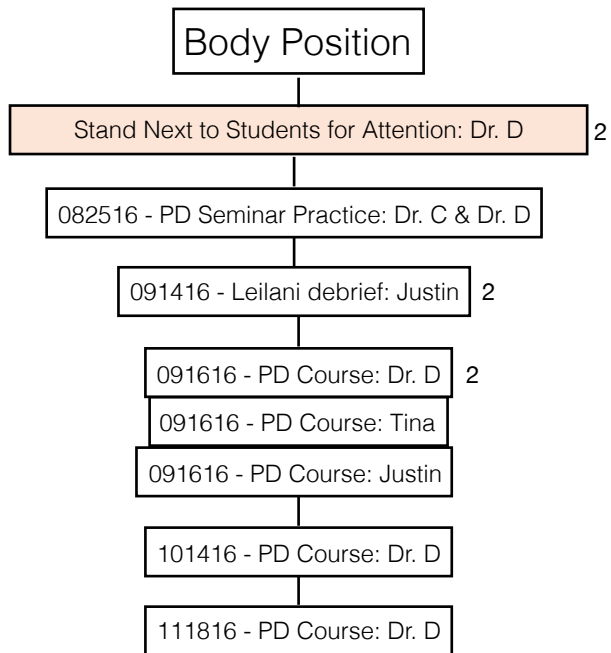 Body Position
Stand Next to Students for Attention: Dr. D 2
082516 - PD Seminar Practice: Dr. C & Dr. D
091416 - Leilani debrief: Justin 2
091616 - PD Course: Dr. D 2
091616 - PD Course: Tina
091616 - PD Course: Justin
101416 - PD Course: Dr. D
111816 - PD Course: Dr. D